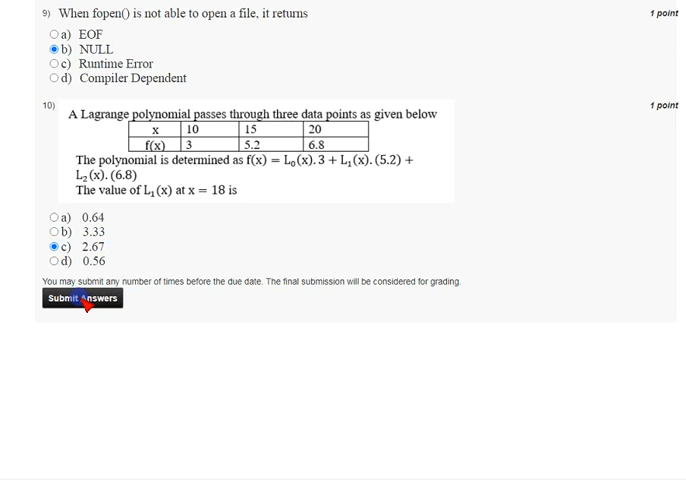 9) When fopen() is not able to open a file, it returns 1 point
a) EOF
b) NULL
c) Runtime Error
d) Compiler Dependent
10) 1 point
A Lagrange polynomial passes through three data points as given below
x 10 15 20
f(x) 3 5.2 6.8
The polynomial is determined as f(x) = L₀(x). 3 + L₁(x). (5.2) +
L₂(x). (6.8)
The value of L₁(x) at x = 18 is
a) 0.64
b) 3.33
c) 2.67
d) 0.56
You may submit any number of times before the due date. The final submission will be considered for grading.
Submit Answers